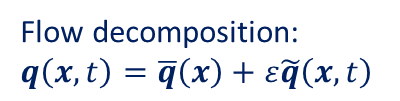 Flow decomposition:
q(x, t) = q̅(x) + εq̃(x, t)